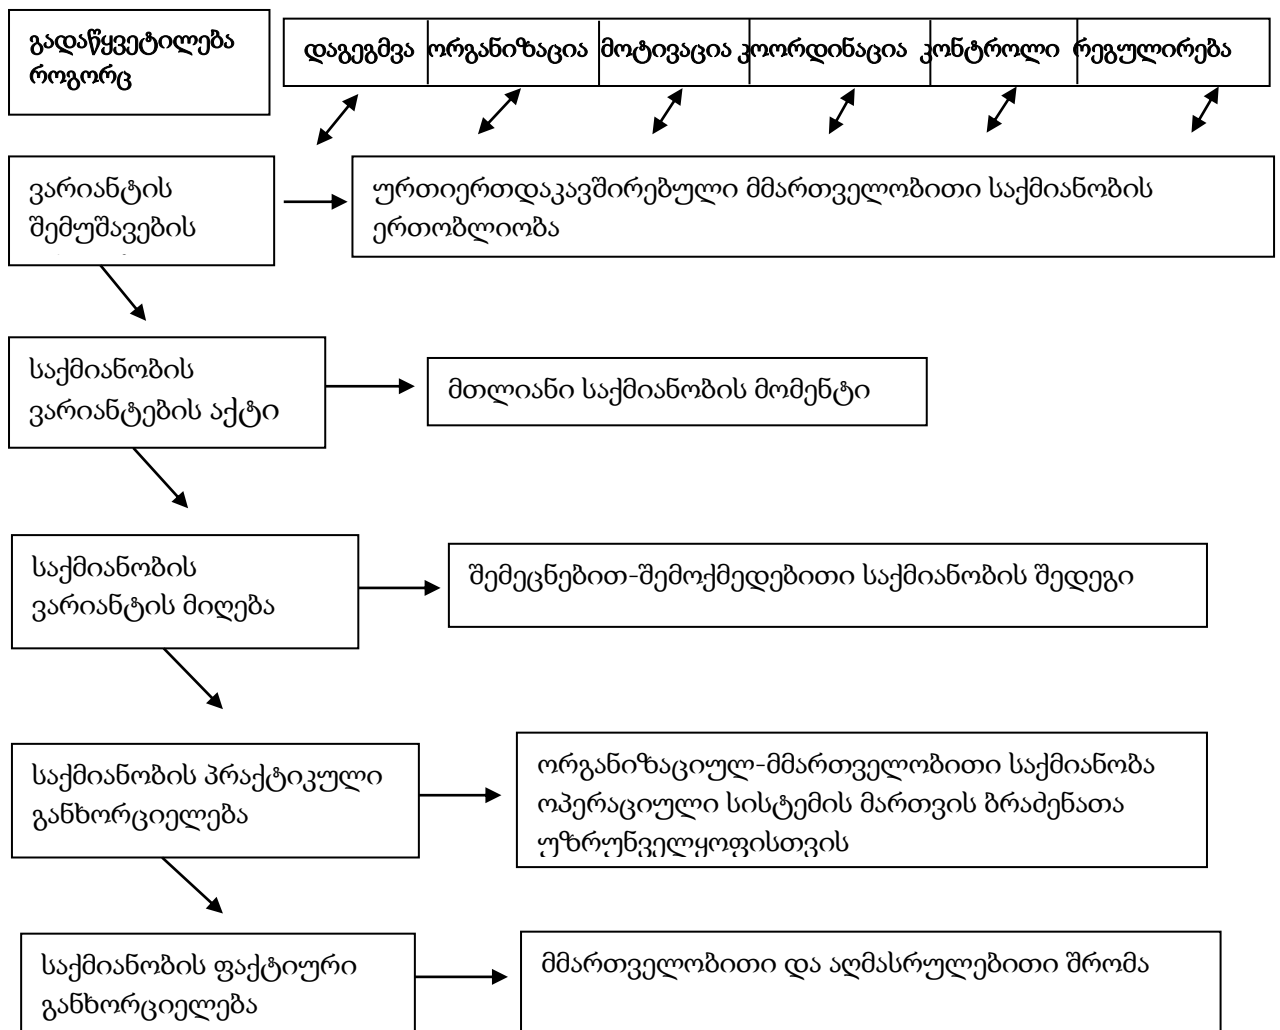 გადაწყვეტილება
როგორც
დაგეგმვა ორგანიზაცია მოტივაცია კოორდინაცია კონტროლი რეგულირება
ვარიანტის
შემუშავების
ურთიერთდაკავშირებული მმართველობითი საქმიანობის
ერთობლიობა
საქმიანობის
ვარიანტების აქტი
მთლიანი საქმიანობის მომენტი
საქმიანობის
ვარიანტის მიღება
შემეცნებით-შემოქმედებითი საქმიანობის შედეგი
საქმიანობის პრაქტიკული
განხორციელება
ორგანიზაციულ-მმართველობითი საქმიანობა
ოპერაციული სისტემის მართვის ბრაძენათა
უზრუნველყოფისთვის
საქმიანობის ფაქტიური
განხორციელება
მმართველობითი და აღმასრულებითი შრომა